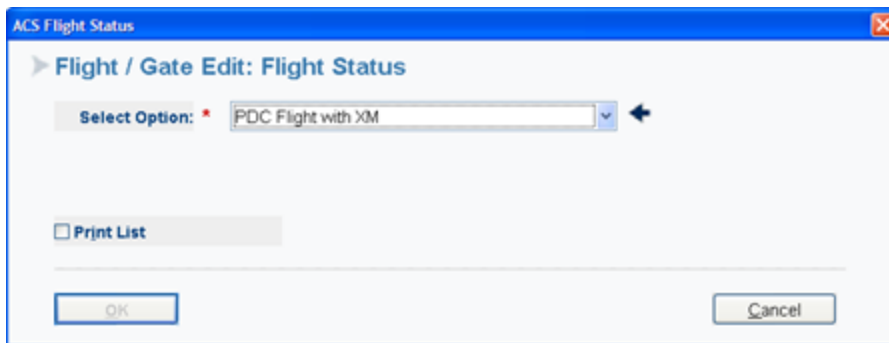 ACS Flight Status
Flight / Gate Edit: Flight Status
Select Option: * PDC Flight with XM
Print List
OK
Cancel